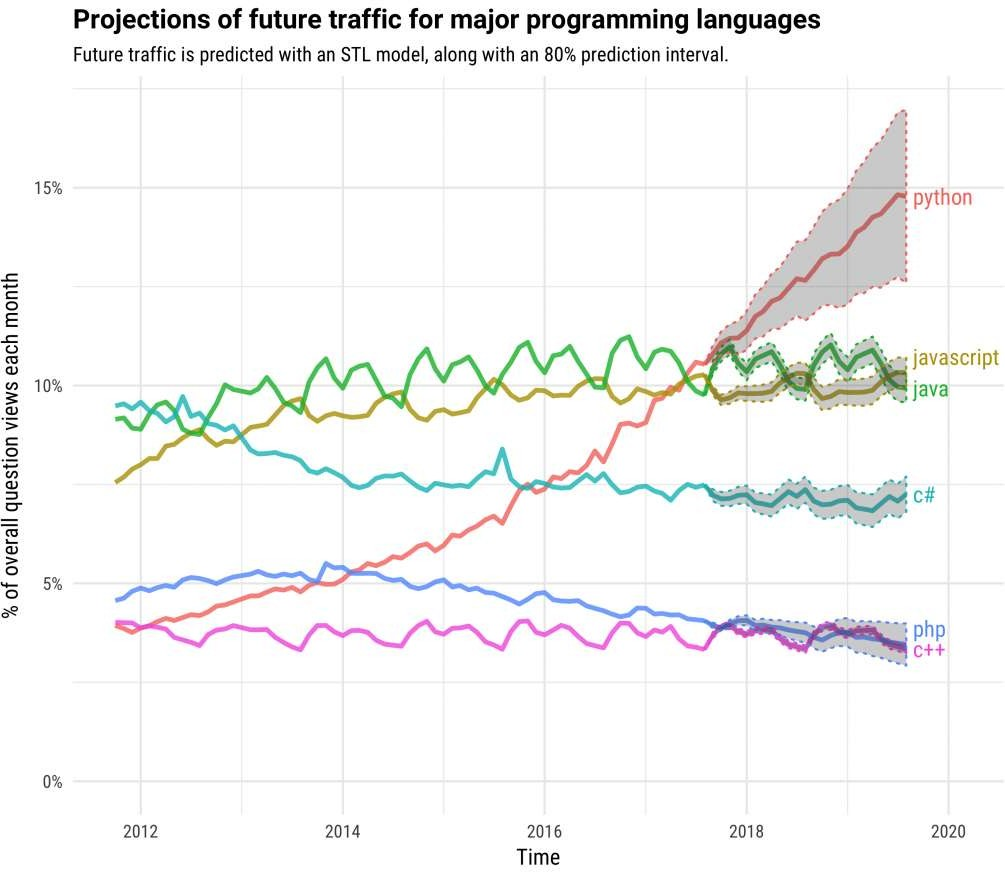 Projections of future traffic for major programming languages
Future traffic is predicted with an STL model, along with an 80% prediction interval.
% of overall question views each month
15%
10%
5%
0%
python
javascript
java
c#
php
c++
2012
2014
2016
2018
2020
Time